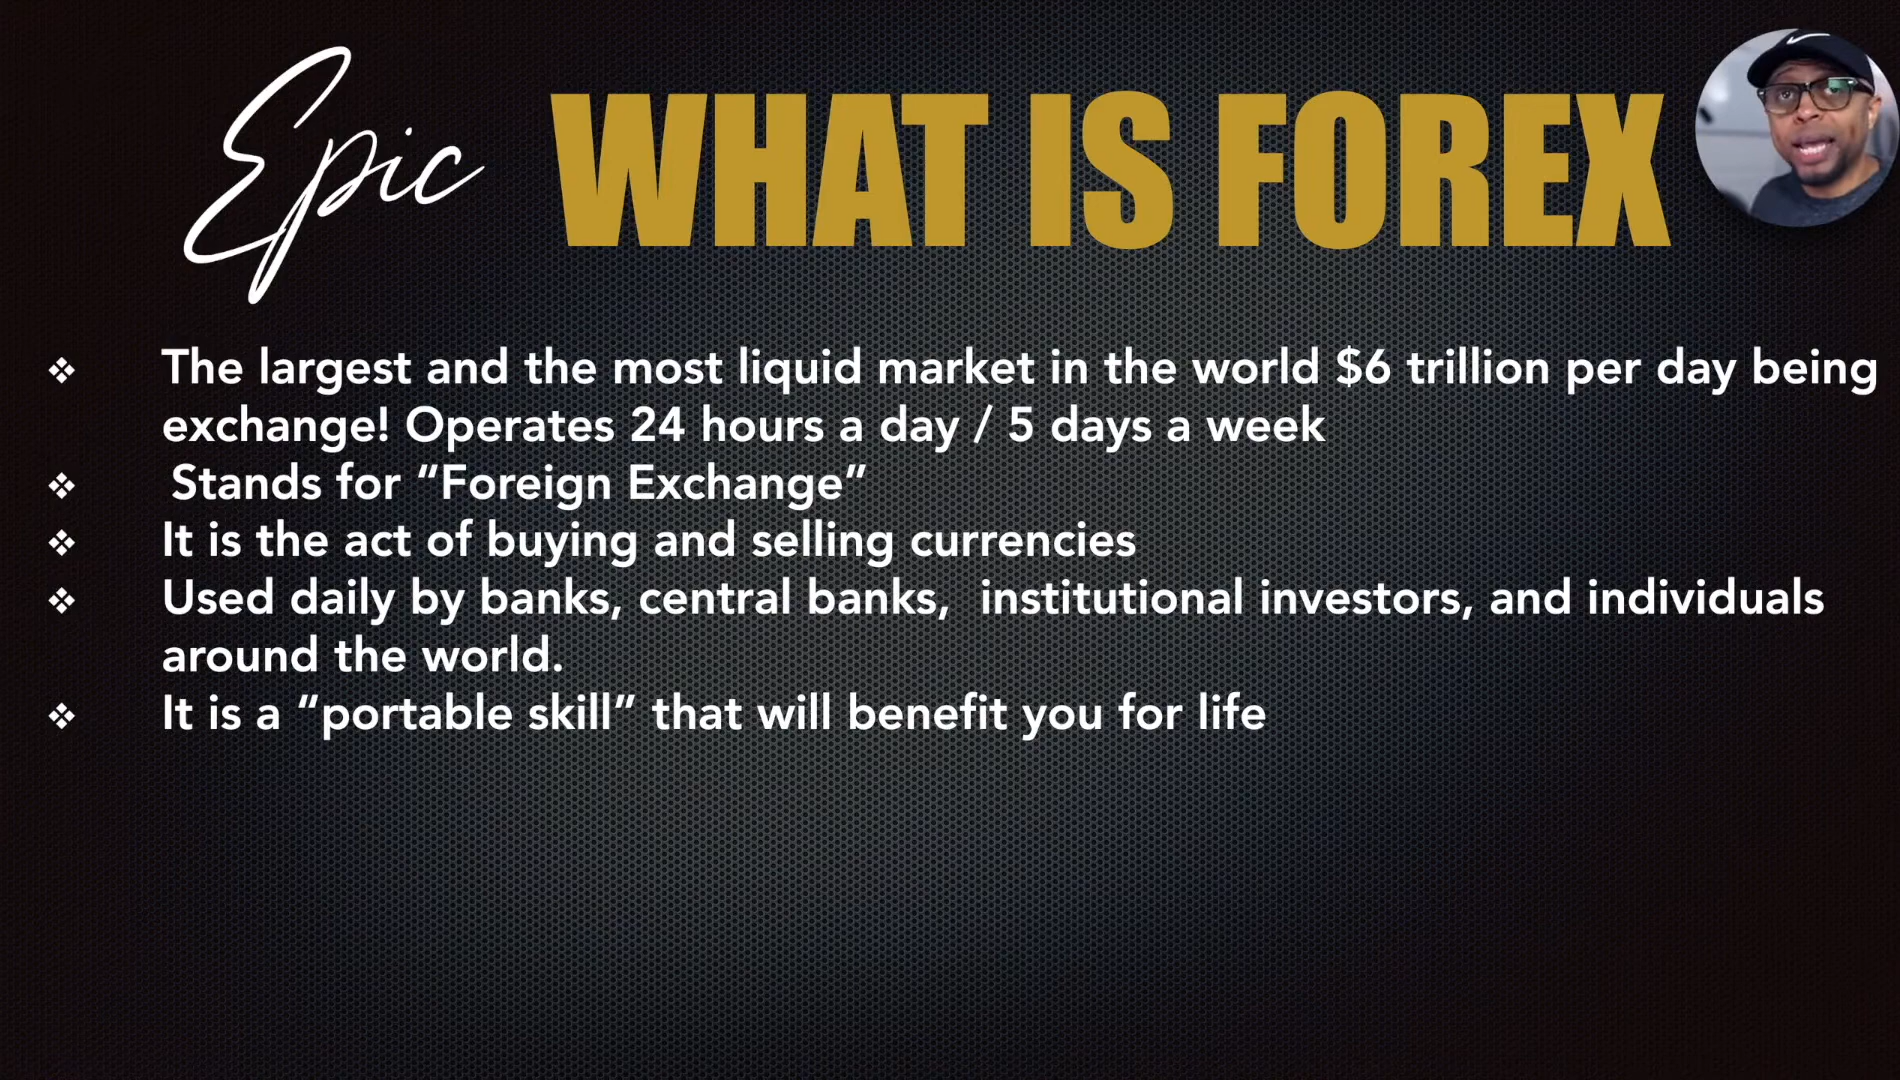 Epic
WHAT IS FOREX
❖ The largest and the most liquid market in the world $6 trillion per day being
exchange! Operates 24 hours a day / 5 days a week
❖ Stands for “Foreign Exchange”
❖ It is the act of buying and selling currencies
❖ Used daily by banks, central banks,  institutional investors, and individuals
around the world.
❖ It is a “portable skill” that will benefit you for life